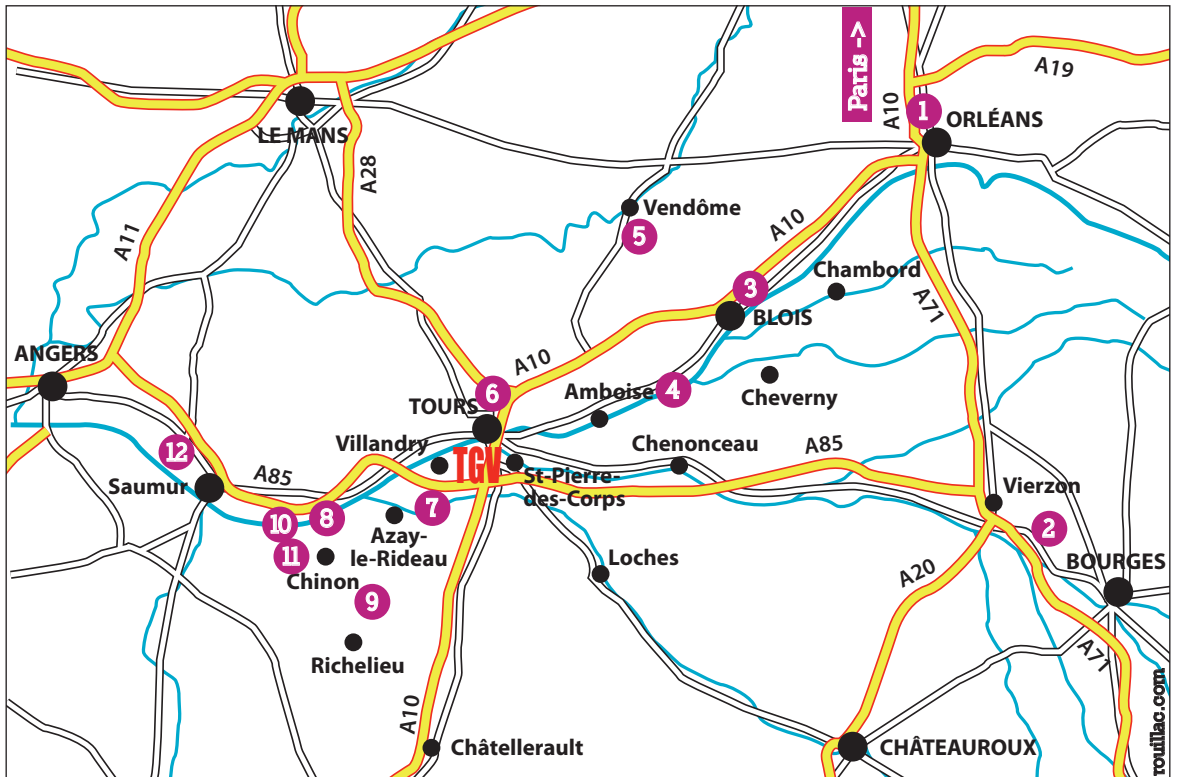 Paris ->
A19
A10
1
ORLÉANS
LE MANS
A28
Vendôme
5
A10
A11
Chambord
3
A71
BLOIS
ANGERS
A10
6
Amboise
4
Cheverny
TOURS
Villandry
Chenonceau
A85
12
TGV
St-Pierre-
des-Corps
Saumur
A85
Vierzon
7
10
8
2
Azay-
le-Rideau
11
Chinon
Loches
BOURGES
A20
9
Richelieu
A71
A10
Châtellerault
CHÂTEAUROUX
rouillac.com